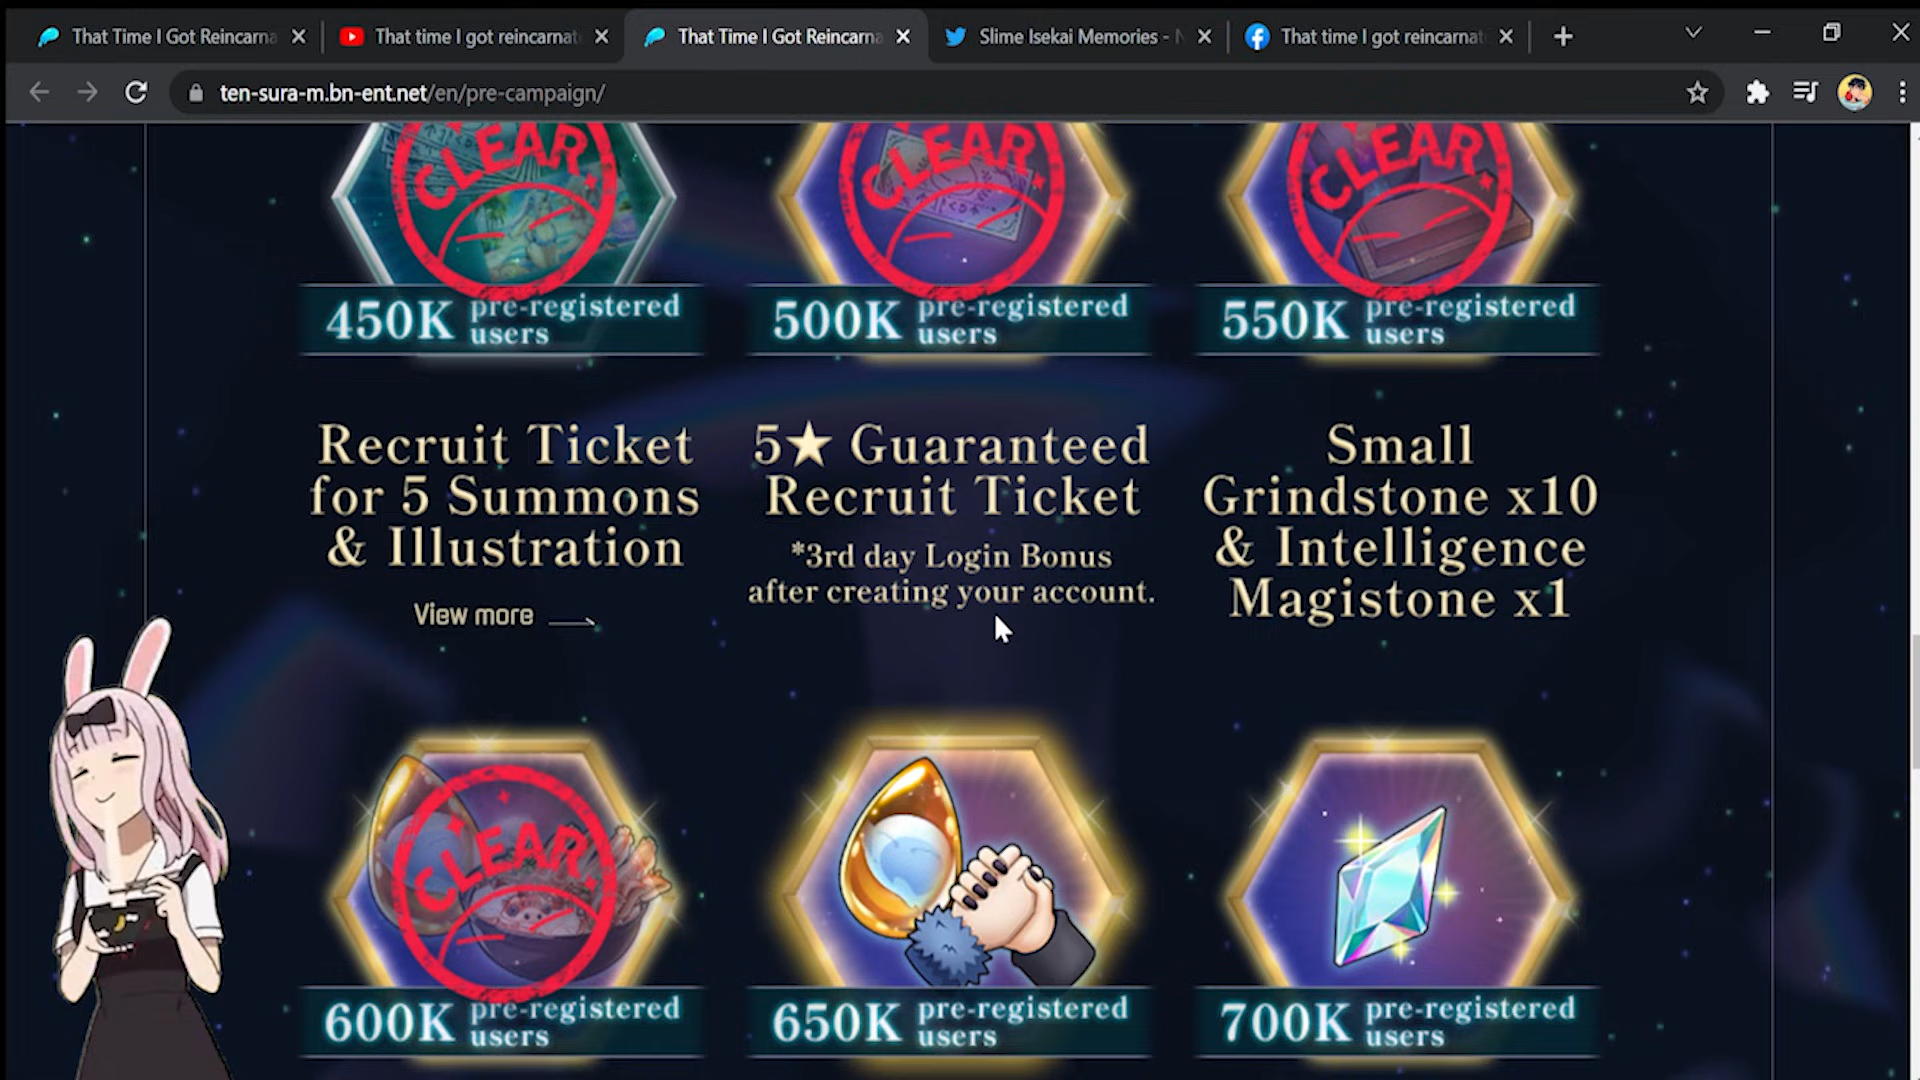 That Time I Got Reincarna
That time I got reincarnat
That Time I Got Reincarna
Slime Isekai Memories - N
That time I got reincarnat
ten-sura-m.bn-ent.net/en/pre-campaign/
CLEAR
CLEAR
CLEAR
450K pre-registered users
500K pre-registered users
550K pre-registered users
Recruit Ticket
for 5 Summons
& Illustration
View more
5★ Guaranteed
Recruit Ticket
*3rd day Login Bonus
after creating your account.
Small
Grindstone x10
& Intelligence
Magistone x1
CLEAR
600K pre-registered users
650K pre-registered users
700K pre-registered users